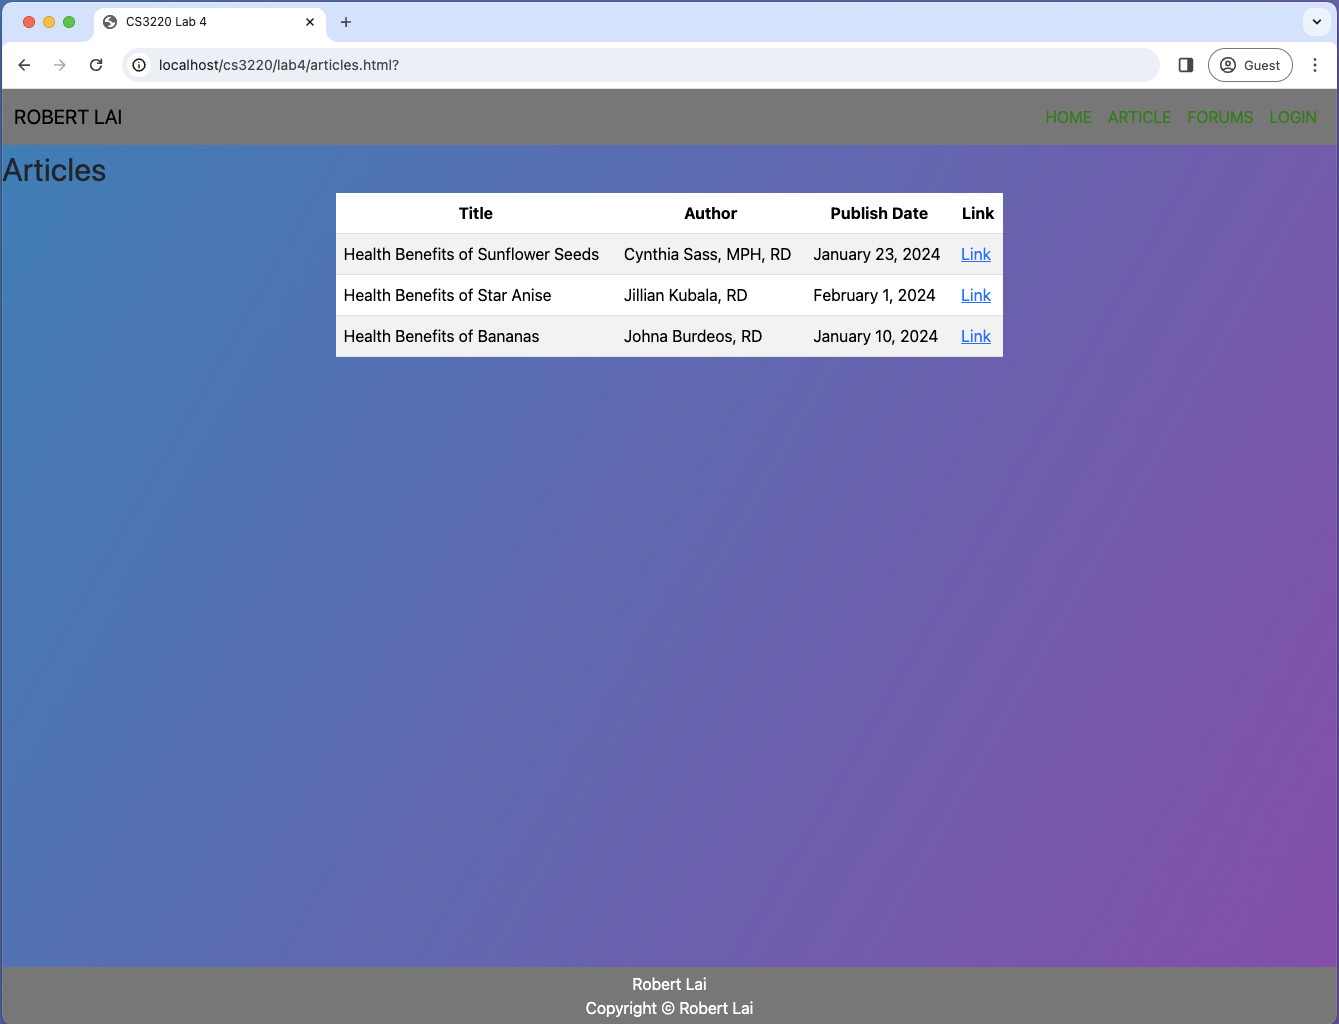 CS3220 Lab 4
localhost/cs3220/lab4/articles.html?
Guest
ROBERT LAI HOME ARTICLE FORUMS LOGIN
Articles
Title Author Publish Date Link
Health Benefits of Sunflower Seeds Cynthia Sass, MPH, RD January 23, 2024 Link
Health Benefits of Star Anise Jillian Kubala, RD February 1, 2024 Link
Health Benefits of Bananas Johna Burdeos, RD January 10, 2024 Link
Robert Lai
Copyright © Robert Lai